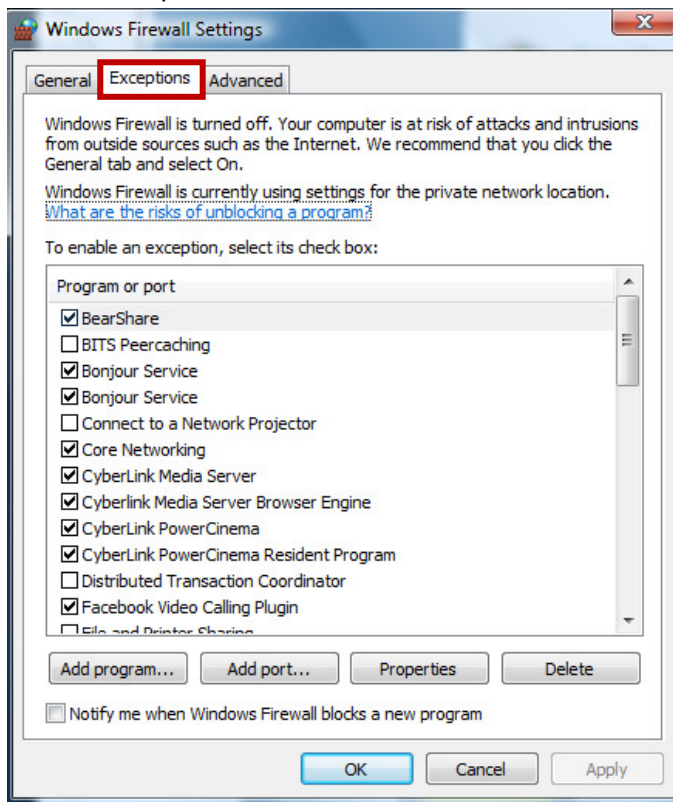 Windows Firewall Settings
General Exceptions Advanced
Windows Firewall is turned off. Your computer is at risk of attacks and intrusions
from outside sources such as the Internet. We recommend that you click the
General tab and select On.
Windows Firewall is currently using settings for the private network location.
What are the risks of unblocking a program?
To enable an exception, select its check box:
Program or port
BearShare
BITS Peercaching
Bonjour Service
Bonjour Service
Connect to a Network Projector
Core Networking
CyberLink Media Server
Cyberlink Media Server Browser Engine
CyberLink PowerCinema
CyberLink PowerCinema Resident Program
Distributed Transaction Coordinator
Facebook Video Calling Plugin
File and Printer Sharing
Add program... Add port... Properties Delete
Notify me when Windows Firewall blocks a new program
OK Cancel Apply